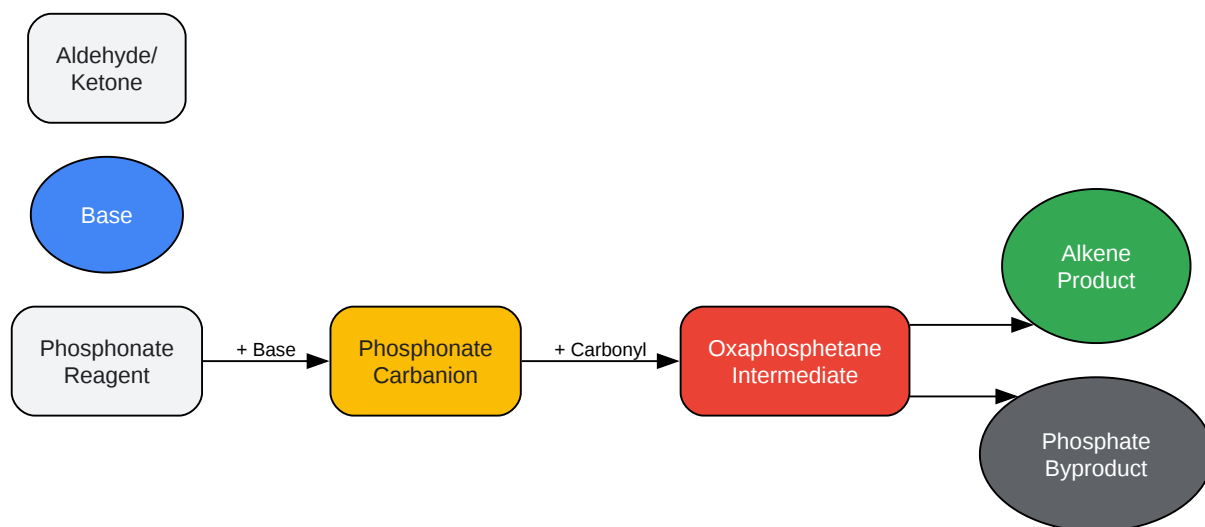 Aldehyde/
Ketone
Base
Phosphonate
Reagent
+ Base
Phosphonate
Carbanion
+ Carbonyl
Oxaphosphetane
Intermediate
Alkene
Product
Phosphate
Byproduct